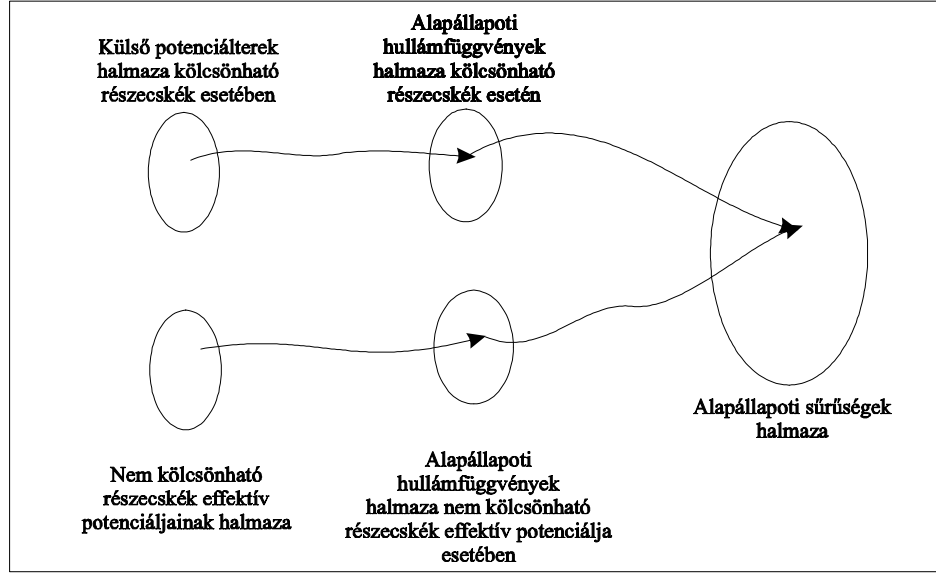 Külső potenciálterek
halmaza kölcsönható
részecskék esetében
Alapállapoti
hullámfüggvények
halmaza kölcsönható
részecskék esetén
Alapállapoti sűrűségek
halmaza
Nem kölcsönható
részecskék effektív
potenciáljainak halmaza
Alapállapoti
hullámfüggvények
halmaza nem kölcsönható
részecskék effektív potenciálja
esetében